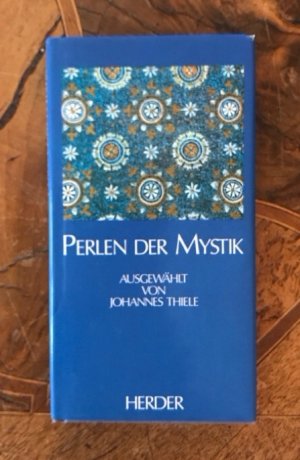 PERLEN DER MYSTIK
AUSGEWÄHLT
VON
JOHANNES THIELE
HERDER